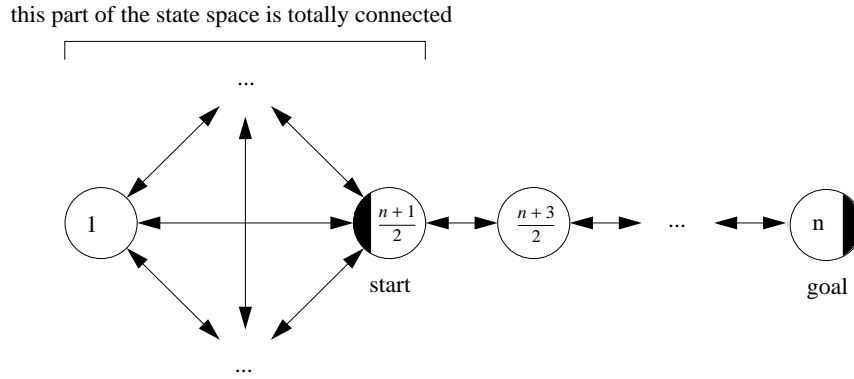 this part of the state space is totally connected
...
1
n + 1
2
n + 3
2
...
n
start
goal
...